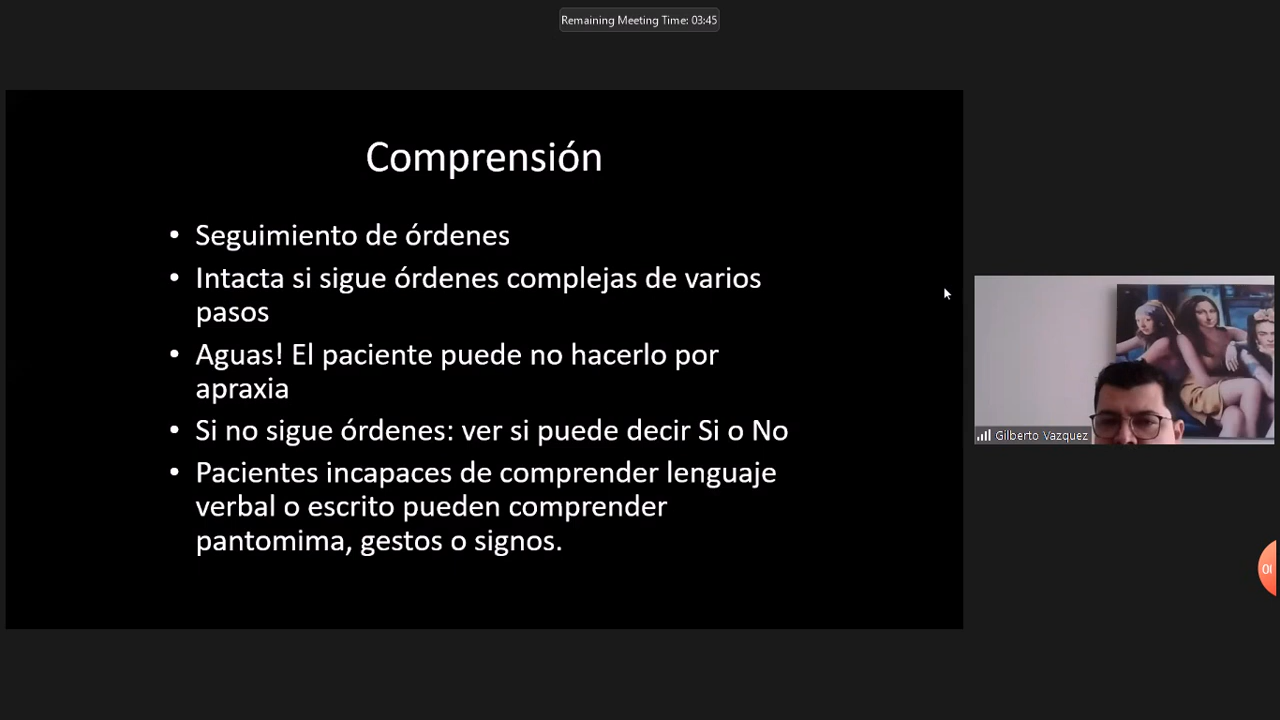 Remaining Meeting Time: 03:45
Comprensión
• Seguimiento de órdenes
• Intacta si sigue órdenes complejas de varios
pasos
• Aguas! El paciente puede no hacerlo por
apraxia
• Si no sigue órdenes: ver si puede decir Si o No
• Pacientes incapaces de comprender lenguaje
verbal o escrito pueden comprender
pantomima, gestos o signos.
Gilberto Vazquez